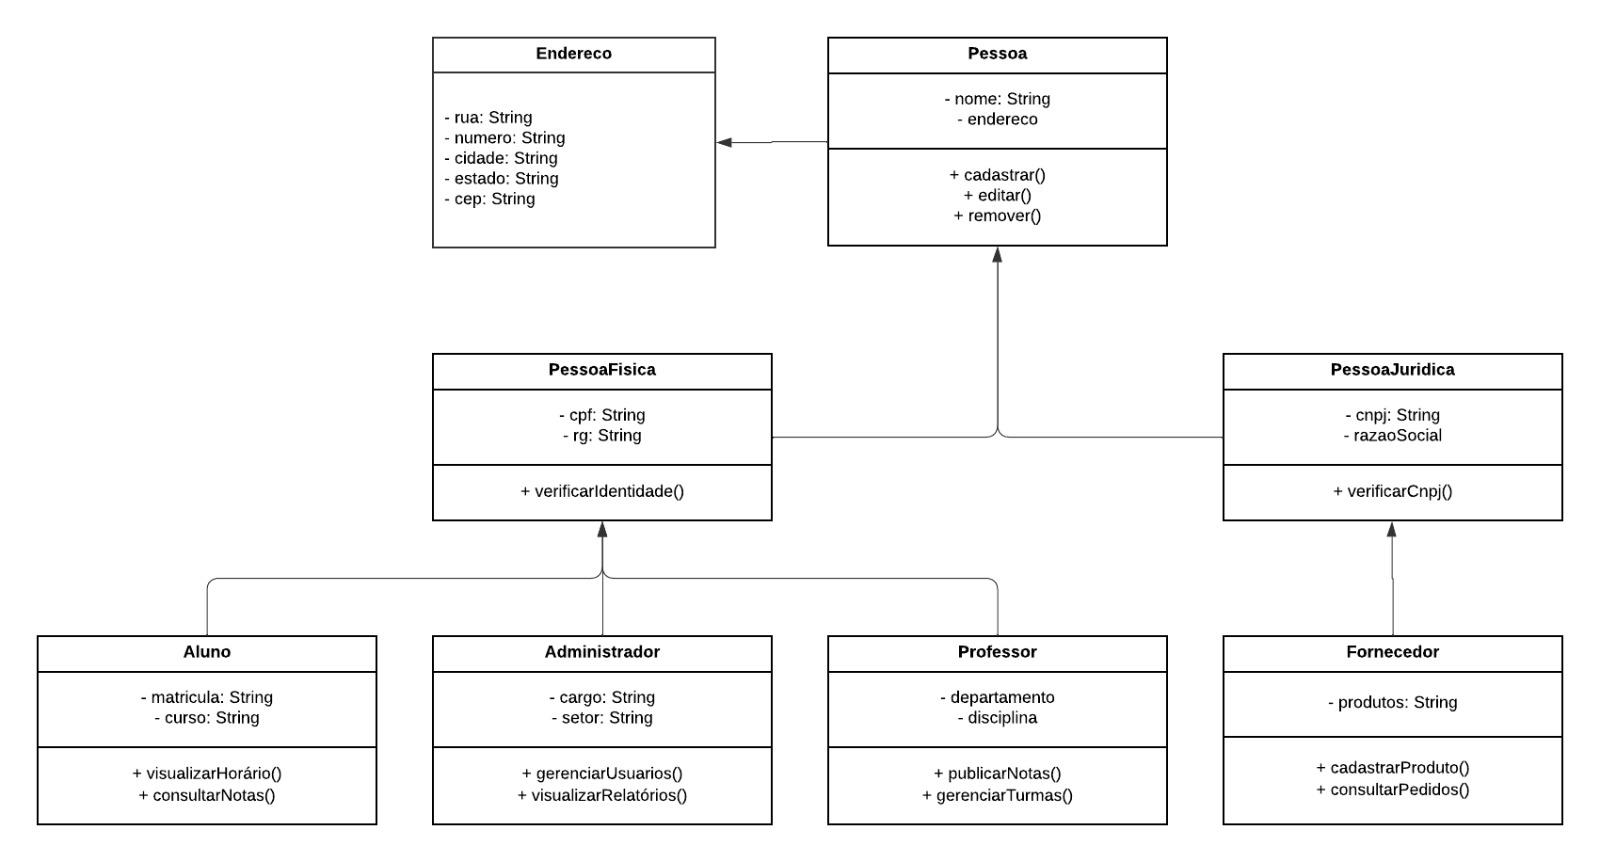 Endereco
- rua: String
- numero: String
- cidade: String
- estado: String
- cep: String
Pessoa
- nome: String
- endereco
+ cadastrar()
+ editar()
+ remover()
PessoaFisica
- cpf: String
- rg: String
+ verificarIdentidade()
PessoaJuridica
- cnpj: String
- razaoSocial
+ verificarCnpj()
Aluno
- matricula: String
- curso: String
+ visualizarHorário()
+ consultarNotas()
Administrador
- cargo: String
- setor: String
+ gerenciarUsuarios()
+ visualizarRelatórios()
Professor
- departamento
- disciplina
+ publicarNotas()
+ gerenciarTurmas()
Fornecedor
- produtos: String
+ cadastrarProduto()
+ consultarPedidos()